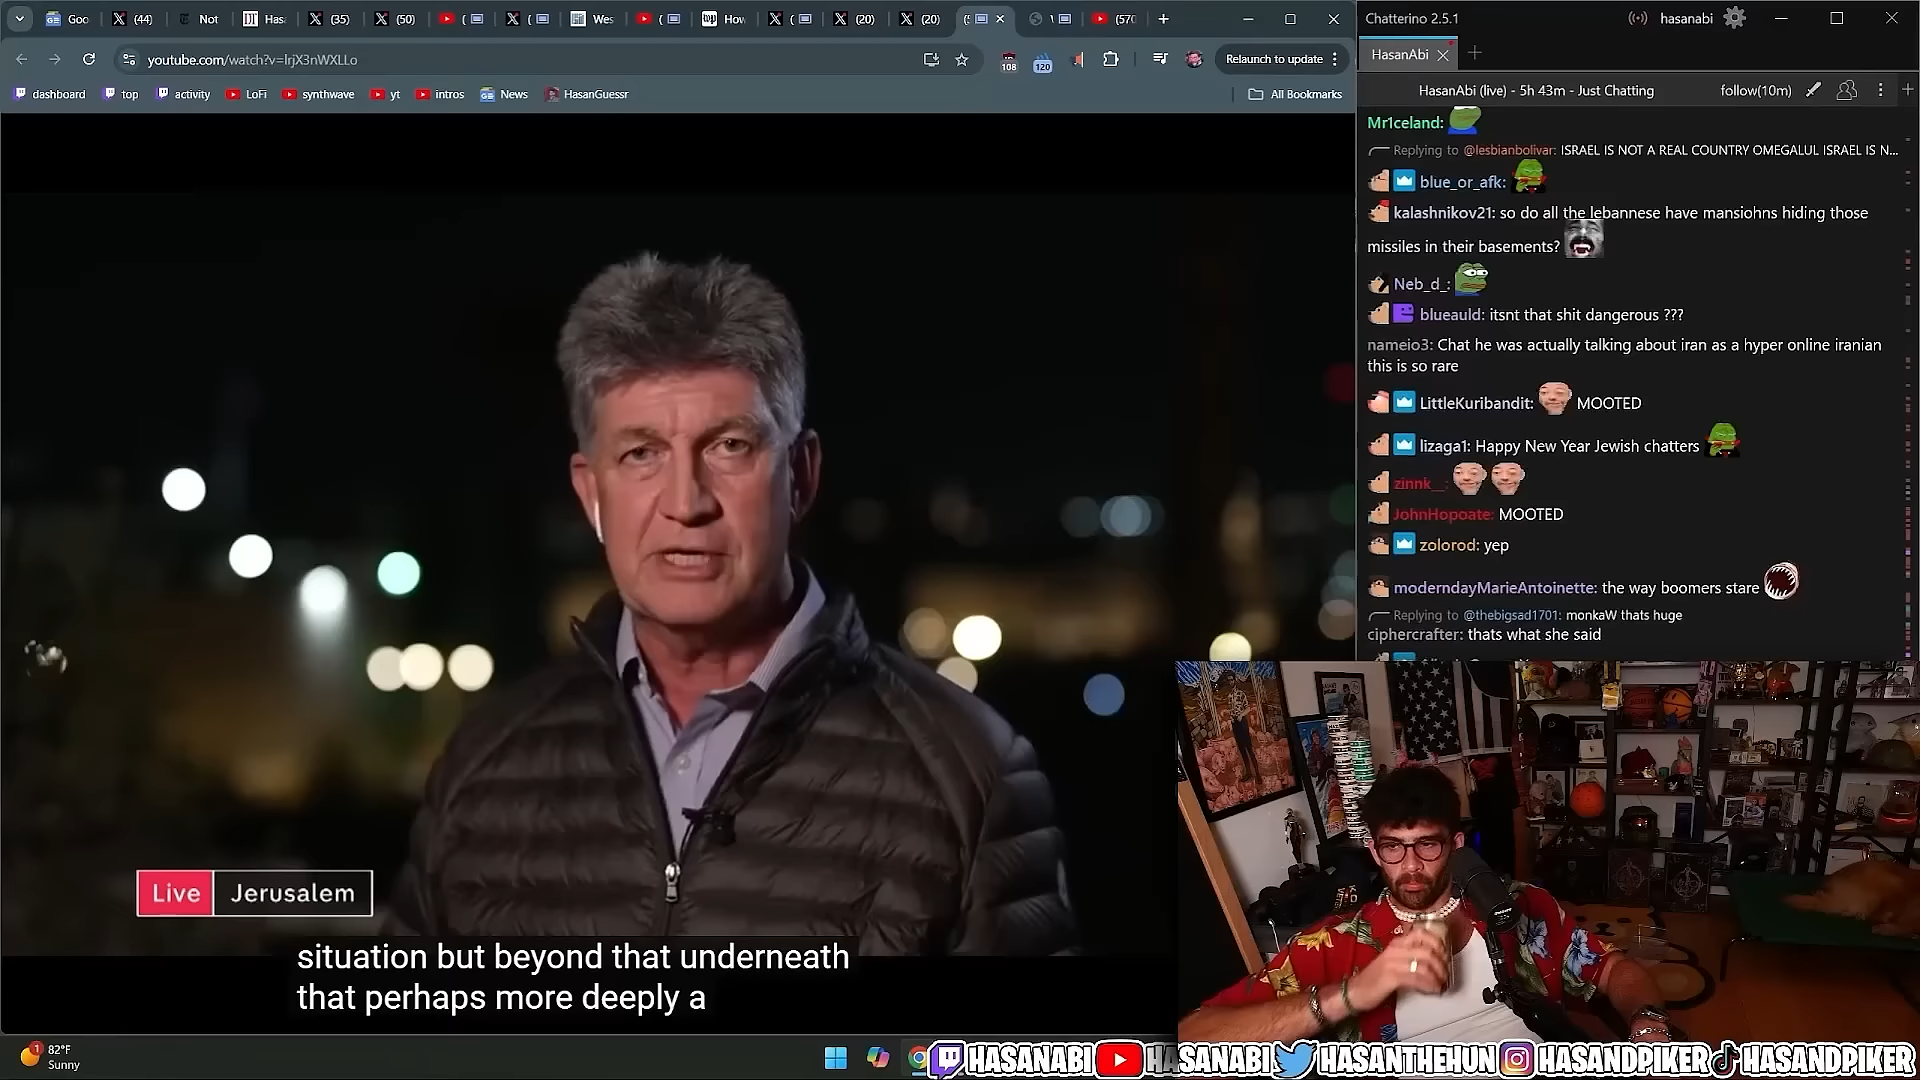 Goo
(44)
Not
Has
(35)
(50)
(
(
Wes
(
How
(
(20)
(20)
(570
youtube.com/watch?v=lrjX3nWXLLo
108
120
Relaunch to update
dashboard
top
activity
LoFi
synthwave
yt
intros
News
HasanGuessr
All Bookmarks
Live
Jerusalem
situation but beyond that underneath
that perhaps more deeply a
1
82°F
Sunny
Chatterino 2.5.1
hasanabi
HasanAbi
HasanAbi (live) - 5h 43m - Just Chatting
follow(10m)
Mr1celand:
Replying to @lesbianbolivar: ISRAEL IS NOT A REAL COUNTRY OMEGALUL ISRAEL IS N...
blue_or_afk:
kalashnikov21: so do all the lebannese have mansiohns hiding those
missiles in their basements?
Neb_d_:
blueauld: itsnt that shit dangerous ???
nameio3: Chat he was actually talking about iran as a hyper online iranian
this is so rare
LittleKuribandit: MOOTED
lizaga1: Happy New Year Jewish chatters
zinnk__:
JohnHopoate: MOOTED
zolorod: yep
moderndayMarieAntoinette: the way boomers stare
Replying to @thebigsad1701: monkaW thats huge
ciphercrafter: thats what she said
HASANABI
HASANABI
HASANTHEHUN
HASANDPIKER
HASANDPIKER